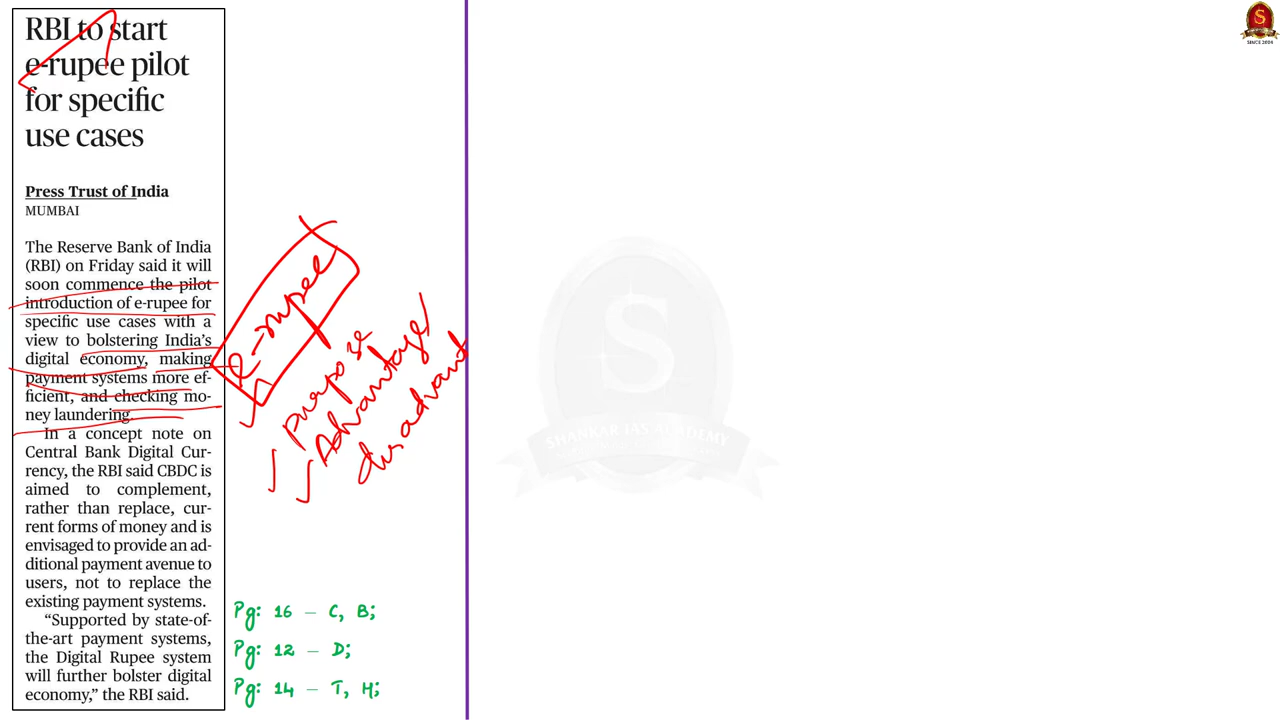 RBI to start
e-rupee pilot
for specific
use cases
Press Trust of India
MUMBAI
The Reserve Bank of India
(RBI) on Friday said it will
soon commence the pilot
introduction of e-rupee for
specific use cases with a
view to bolstering India's
digital economy, making
payment systems more ef-
ficient, and checking mo-
ney laundering.
In a concept note on
Central Bank Digital Cur-
rency, the RBI said CBDC is
aimed to complement,
rather than replace, cur-
rent forms of money and is
envisaged to provide an ad-
ditional payment avenue to
users, not to replace the
existing payment systems.
“Supported by state-of-
the-art payment systems,
the Digital Rupee system
will further bolster digital
economy,” the RBI said.
e-rupee
purpose
Advantage/
disadvant
Pg: 16 – C, B;
Pg: 12 – D;
Pg: 14 – T, H;
S
SHANKAR IAS ACADEMY
S
SINCE 2004